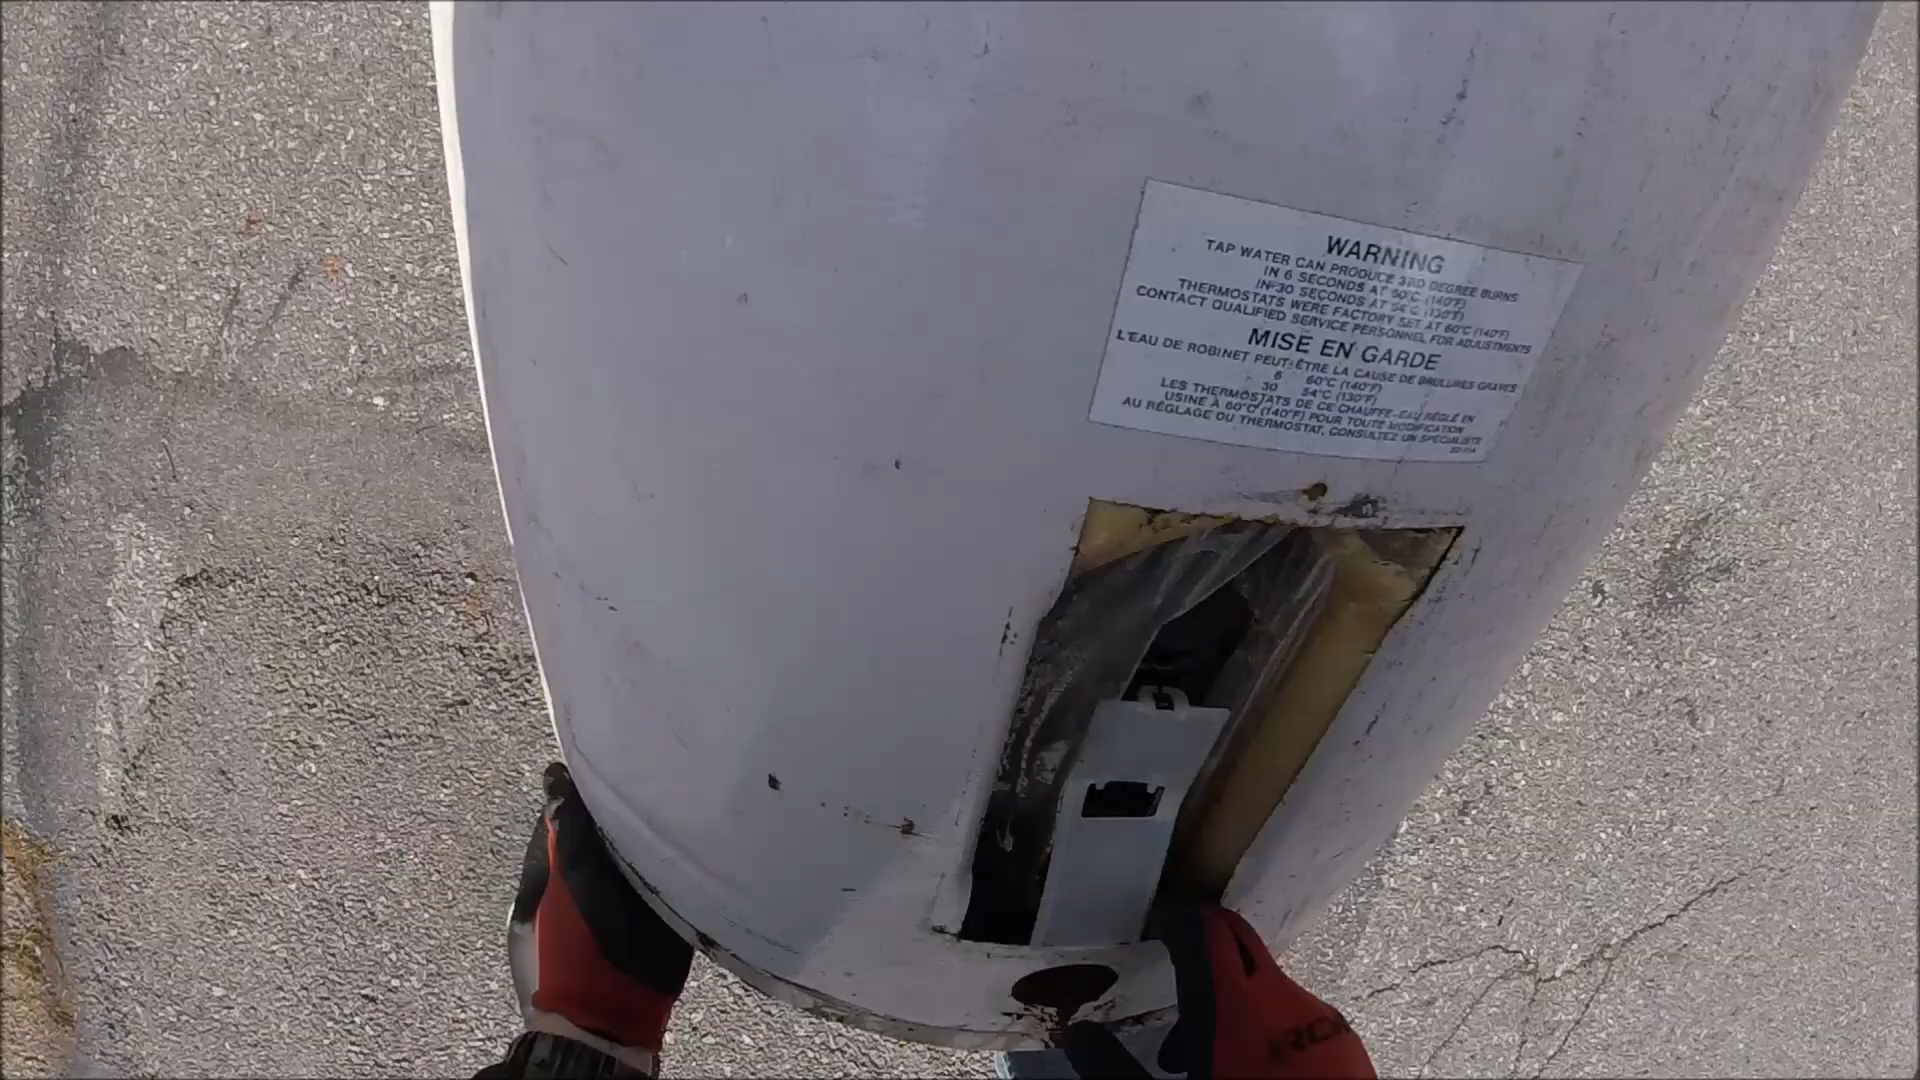 WARNING
TAP WATER CAN PRODUCE 3RD DEGREE BURNS
IN 6 SECONDS AT 60°C (140°F)
IN 30 SECONDS AT 54°C (130°F)
THERMOSTATS WERE FACTORY SET AT 60°C (140°F)
CONTACT QUALIFIED SERVICE PERSONNEL FOR ADJUSTMENTS
MISE EN GARDE
L'EAU DE ROBINET PEUT ÊTRE LA CAUSE DE BRULURES GRAVES
6 60°C (140°F)
30 54°C (130°F)
LES THERMOSTATS DE CE CHAUFFE-EAU RÉGLÉ EN
USINE À 60°C (140°F) POUR TOUTE MODIFICATION
AU RÉGLAGE DU THERMOSTAT, CONSULTEZ UN SPÉCIALISTE